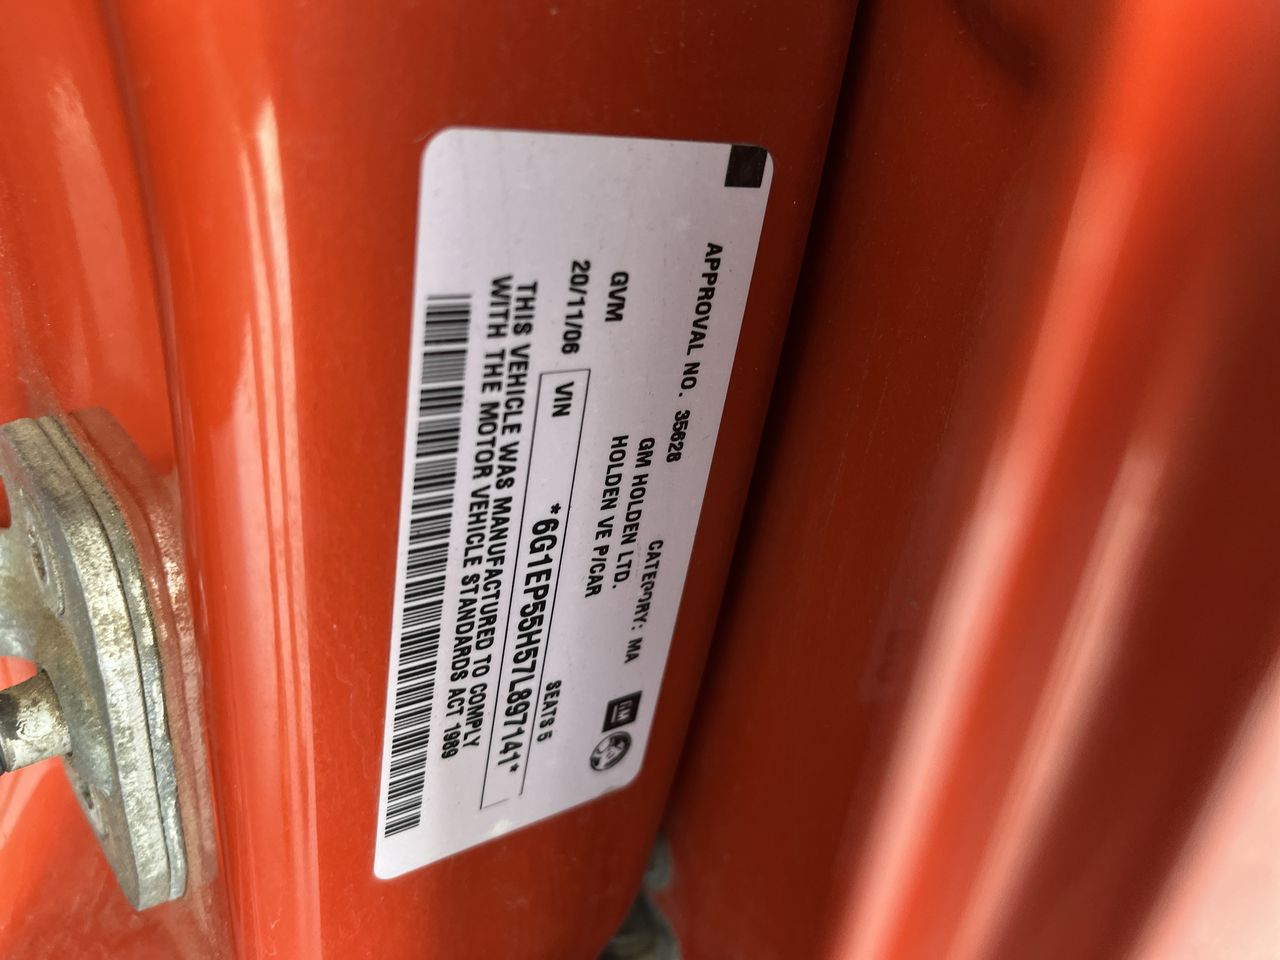 APPROVAL NO. 35628 CATEGORY: MA
GM HOLDEN LTD.
GVM HOLDEN VE P/CAR
20/11/06 SEATS 5
VIN *6G1EP55H57L897141*
THIS VEHICLE WAS MANUFACTURED TO COMPLY
WITH THE MOTOR VEHICLE STANDARDS ACT 1989
GM